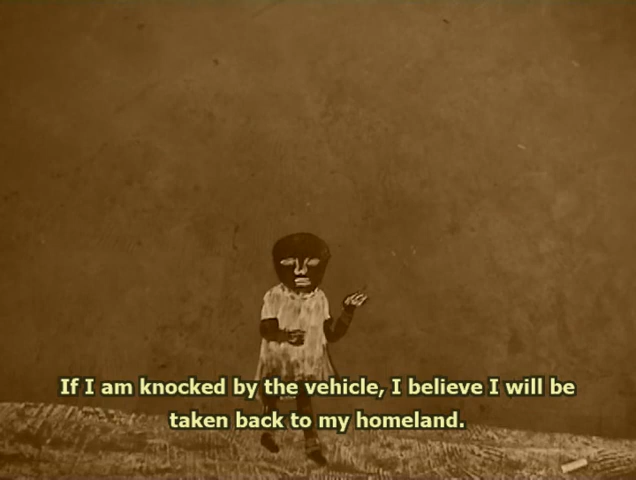 If I am knocked by the vehicle, I believe I will be
taken back to my homeland.